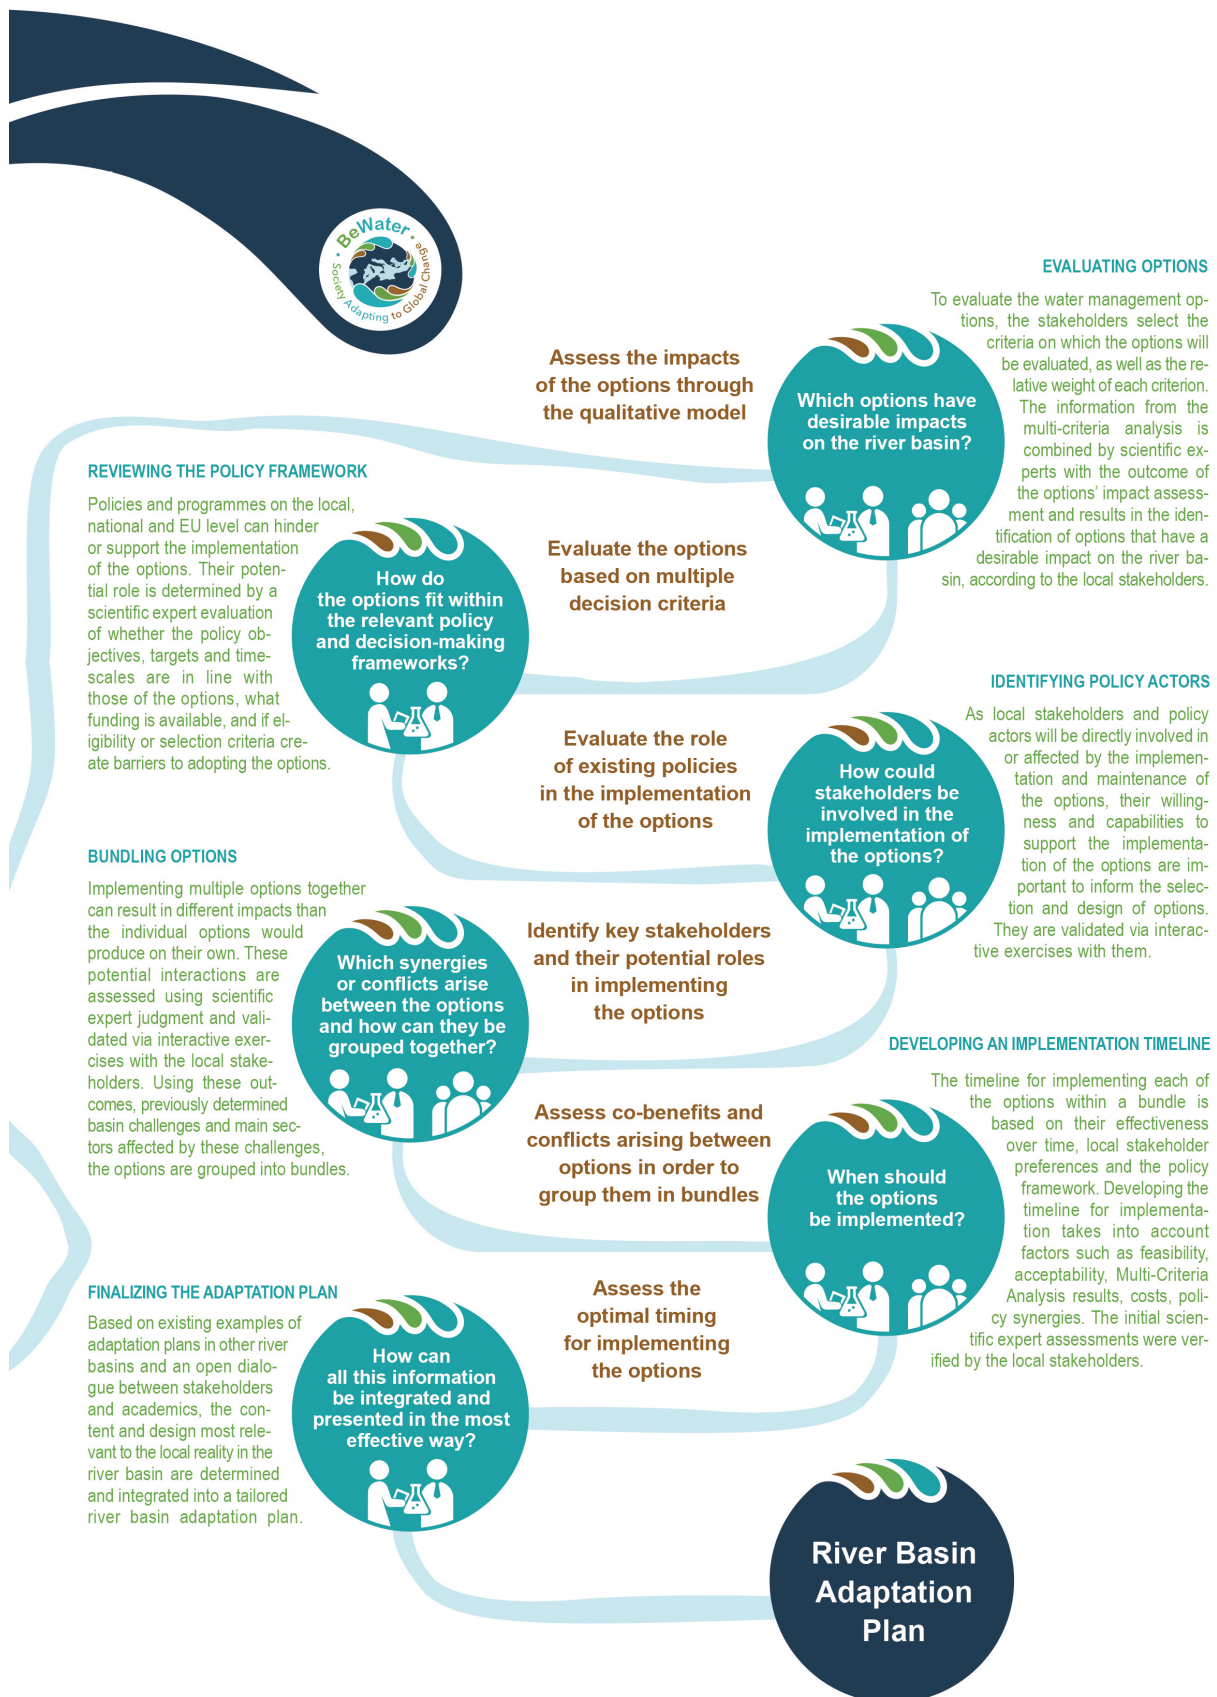 BeWater
Society Adapting to Global Change
EVALUATING OPTIONS
To evaluate the water management op-
tions, the stakeholders select the
criteria on which the options will
be evaluated, as well as the re-
lative weight of each criterion.
The information from the
multi-criteria analysis is
combined by scientific ex-
perts with the outcome of
the options' impact assess-
ment and results in the iden-
tification of options that have a
desirable impact on the river ba-
sin, according to the local stakeholders.
Assess the impacts
of the options through
the qualitative model
Which options have
desirable impacts
on the river basin?
REVIEWING THE POLICY FRAMEWORK
Policies and programmes on the local,
national and EU level can hinder
or support the implementation
of the options. Their poten-
tial role is determined by a
scientific expert evaluation
of whether the policy ob-
jectives, targets and time-
scales are in line with
those of the options, what
funding is available, and if el-
igibility or selection criteria cre-
ate barriers to adopting the options.
How do
the options fit within
the relevant policy
and decision-making
frameworks?
Evaluate the options
based on multiple
decision criteria
IDENTIFYING POLICY ACTORS
As local stakeholders and policy
actors will be directly involved in
or affected by the implemen-
tation and maintenance of
the options, their willing-
ness and capabilities to
support the implementa-
tion of the options are im-
portant to inform the selec-
tion and design of options.
They are validated via interac-
tive exercises with them.
Evaluate the role
of existing policies
in the implementation
of the options
How could
stakeholders be
involved in the
implementation of
the options?
BUNDLING OPTIONS
Implementing multiple options together
can result in different impacts than
the individual options would
produce on their own. These
potential interactions are
assessed using scientific
expert judgment and vali-
dated via interactive exer-
cises with the local stake-
holders. Using these out-
comes, previously determined
basin challenges and main sec-
tors affected by these challenges,
the options are grouped into bundles.
Which synergies
or conflicts arise
between the options
and how can they be
grouped together?
Identify key stakeholders
and their potential roles
in implementing
the options
DEVELOPING AN IMPLEMENTATION TIMELINE
The timeline for implementing each of
the options within a bundle is
based on their effectiveness
over time, local stakeholder
preferences and the policy
framework. Developing the
timeline for implementa-
tion takes into account
factors such as feasibility,
acceptability, Multi-Criteria
Analysis results, costs, poli-
cy synergies. The initial scien-
tific expert assessments were ver-
ified by the local stakeholders.
Assess co-benefits and
conflicts arising between
options in order to
group them in bundles
When should
the options
be implemented?
FINALIZING THE ADAPTATION PLAN
Based on existing examples of
adaptation plans in other river
basins and an open dialo-
gue between stakeholders
and academics, the con-
tent and design most rele-
vant to the local reality in the
river basin are determined
and integrated into a tailored
river basin adaptation plan.
How can
all this information
be integrated and
presented in the most
effective way?
Assess the
optimal timing
for implementing
the options
River Basin
Adaptation
Plan